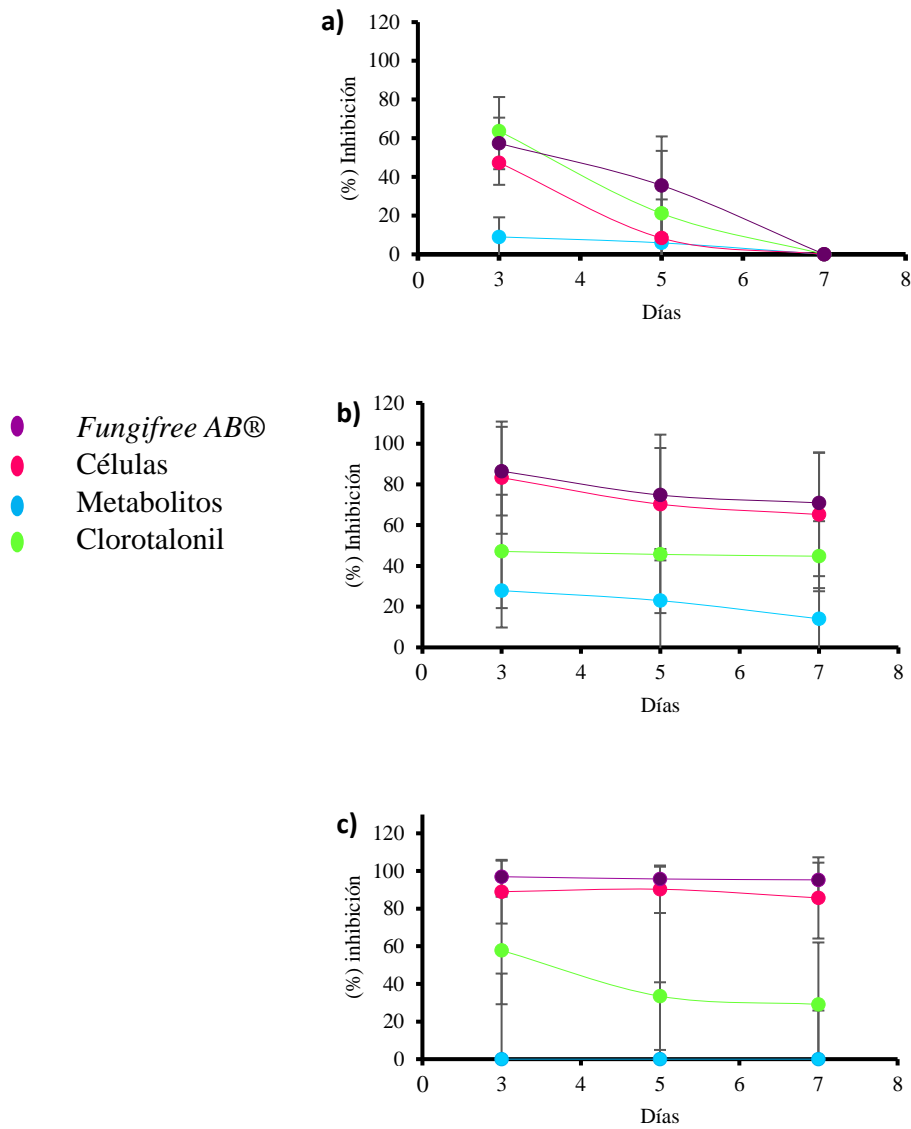 a)
120
100
80
60
40
20
0
(%) Inhibición
0 3 4 5 6 7 8
Días
Fungifree AB®
Células
Metabolitos
Clorotalonil
b)
120
100
80
60
40
20
0
(%) Inhibición
0 3 4 5 6 7 8
Días
c)
120
100
80
60
40
20
0
(%) inhibición
0 3 4 5 6 7 8
Días